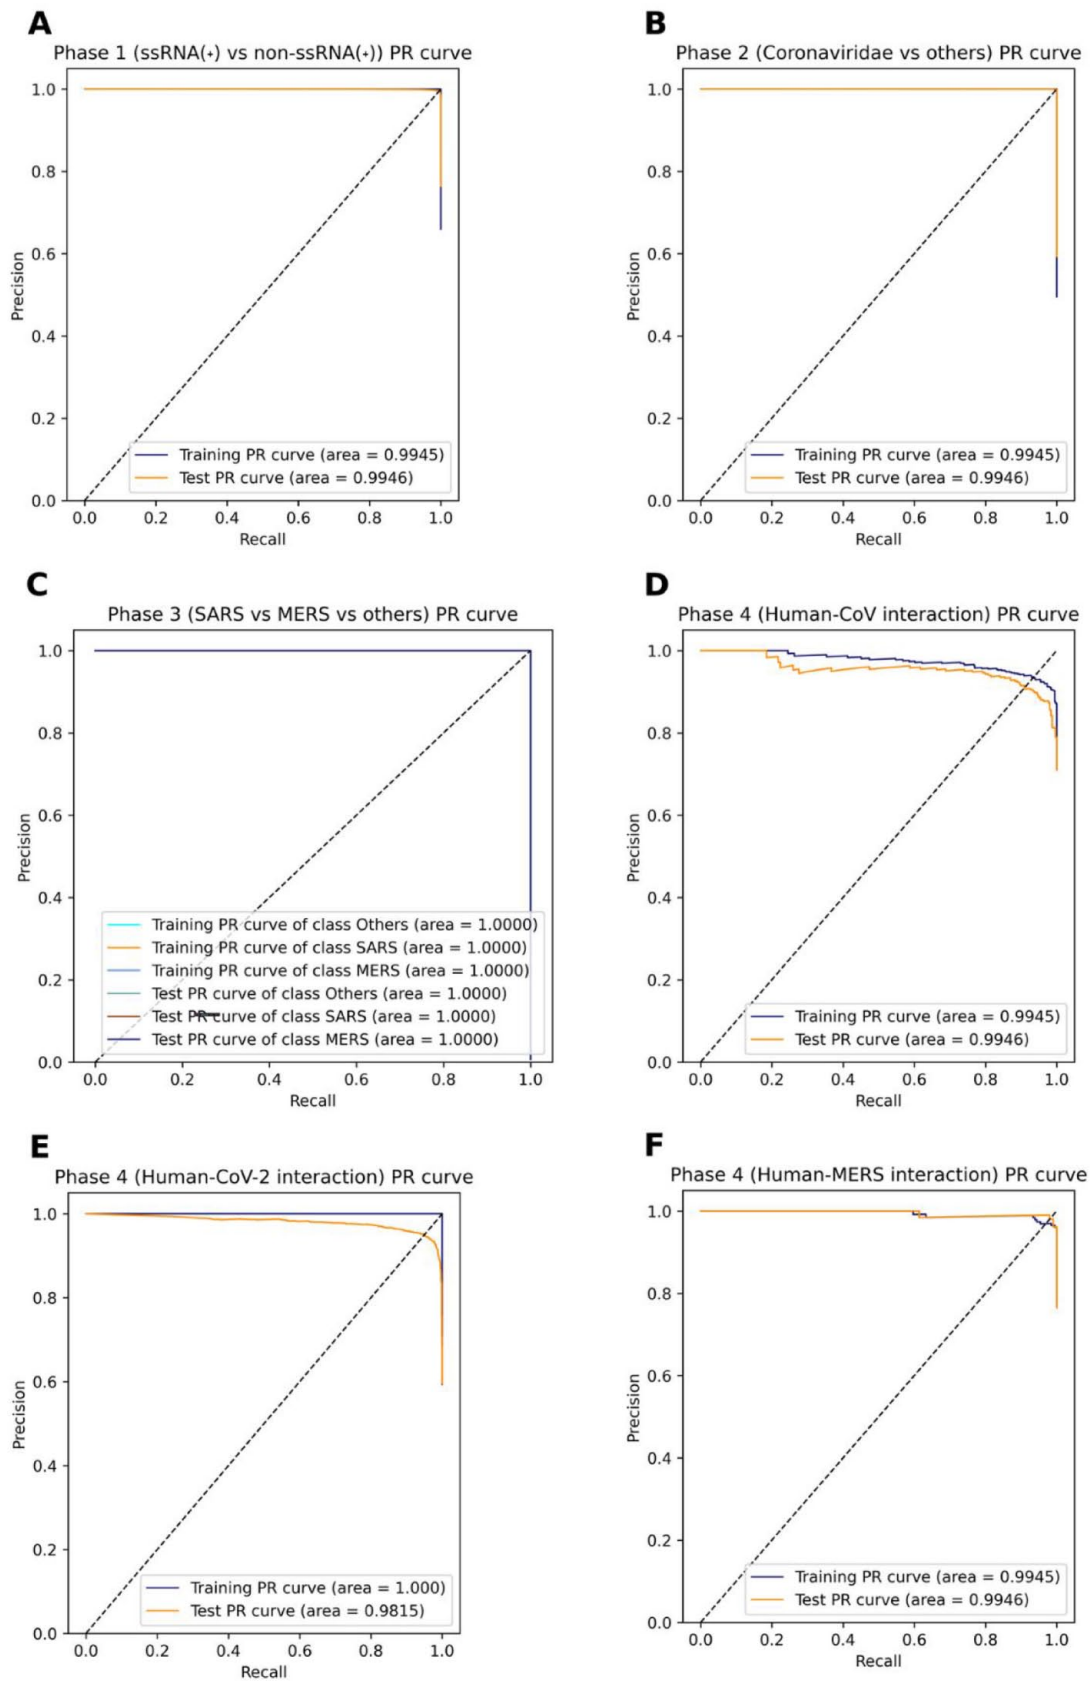 A
Phase 1 (ssRNA(+) vs non-ssRNA(+)) PR curve
1.0
0.8
0.6
0.4
0.2
0.0
Precision
Training PR curve (area = 0.9945)
Test PR curve (area = 0.9946)
0.0 0.2 0.4 0.6 0.8 1.0
Recall
B
Phase 2 (Coronaviridae vs others) PR curve
1.0
0.8
0.6
0.4
0.2
0.0
Precision
Training PR curve (area = 0.9945)
Test PR curve (area = 0.9946)
0.0 0.2 0.4 0.6 0.8 1.0
Recall
C
Phase 3 (SARS vs MERS vs others) PR curve
1.0
0.8
0.6
0.4
0.2
0.0
Precision
Training PR curve of class Others (area = 1.0000)
Training PR curve of class SARS (area = 1.0000)
Training PR curve of class MERS (area = 1.0000)
Test PR curve of class Others (area = 1.0000)
Test PR curve of class SARS (area = 1.0000)
Test PR curve of class MERS (area = 1.0000)
0.0 0.2 0.4 0.6 0.8 1.0
Recall
D
Phase 4 (Human-CoV interaction) PR curve
1.0
0.8
0.6
0.4
0.2
0.0
Precision
Training PR curve (area = 0.9945)
Test PR curve (area = 0.9946)
0.0 0.2 0.4 0.6 0.8 1.0
Recall
E
Phase 4 (Human-CoV-2 interaction) PR curve
1.0
0.8
0.6
0.4
0.2
0.0
Precision
Training PR curve (area = 1.000)
Test PR curve (area = 0.9815)
0.0 0.2 0.4 0.6 0.8 1.0
Recall
F
Phase 4 (Human-MERS interaction) PR curve
1.0
0.8
0.6
0.4
0.2
0.0
Precision
Training PR curve (area = 0.9945)
Test PR curve (area = 0.9946)
0.0 0.2 0.4 0.6 0.8 1.0
Recall